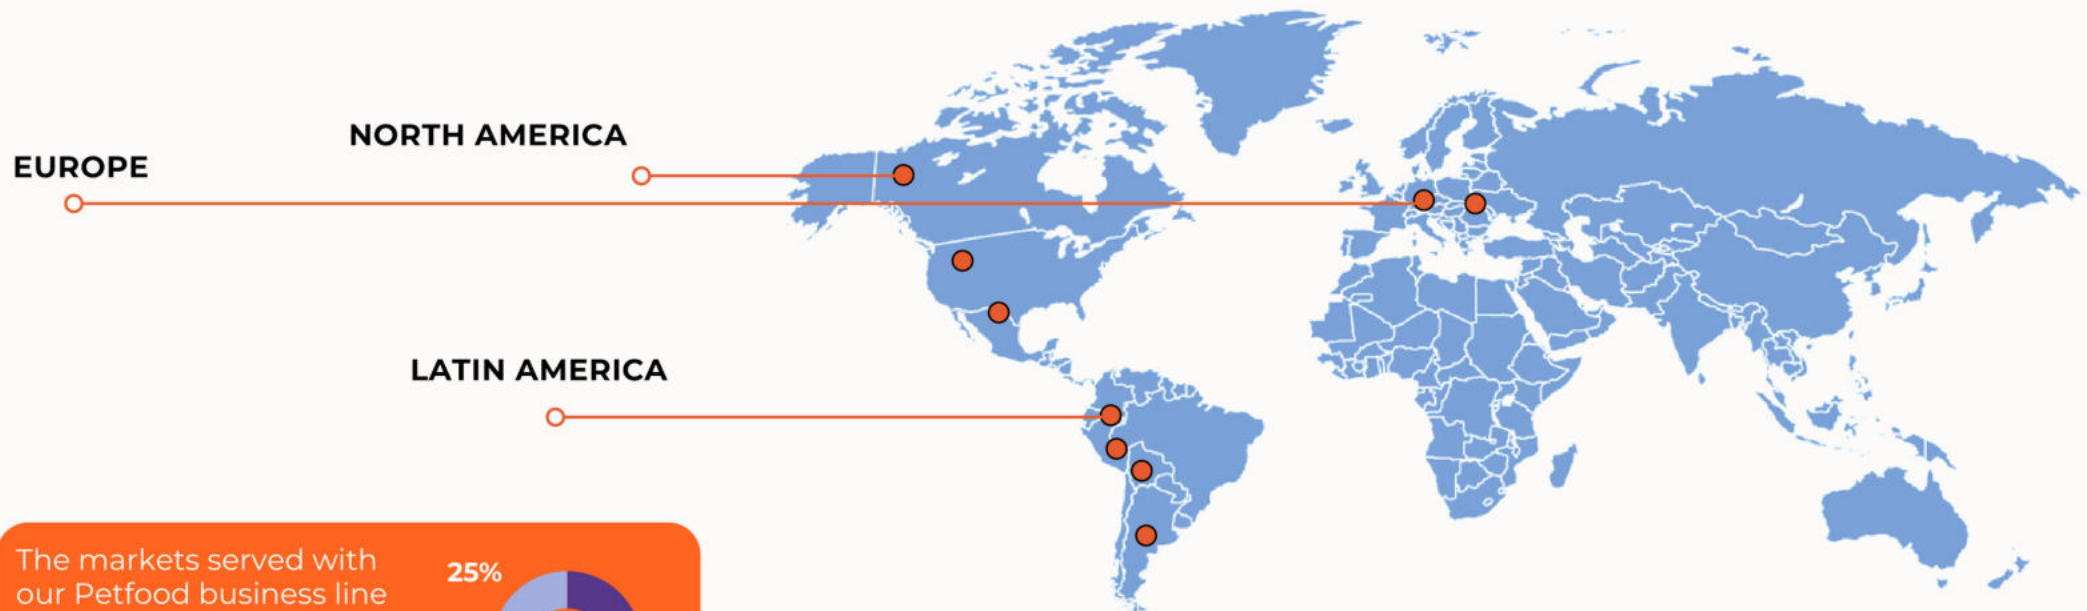 NORTH AMERICA
EUROPE
LATIN AMERICA
The markets served with
our Petfood business line
25%